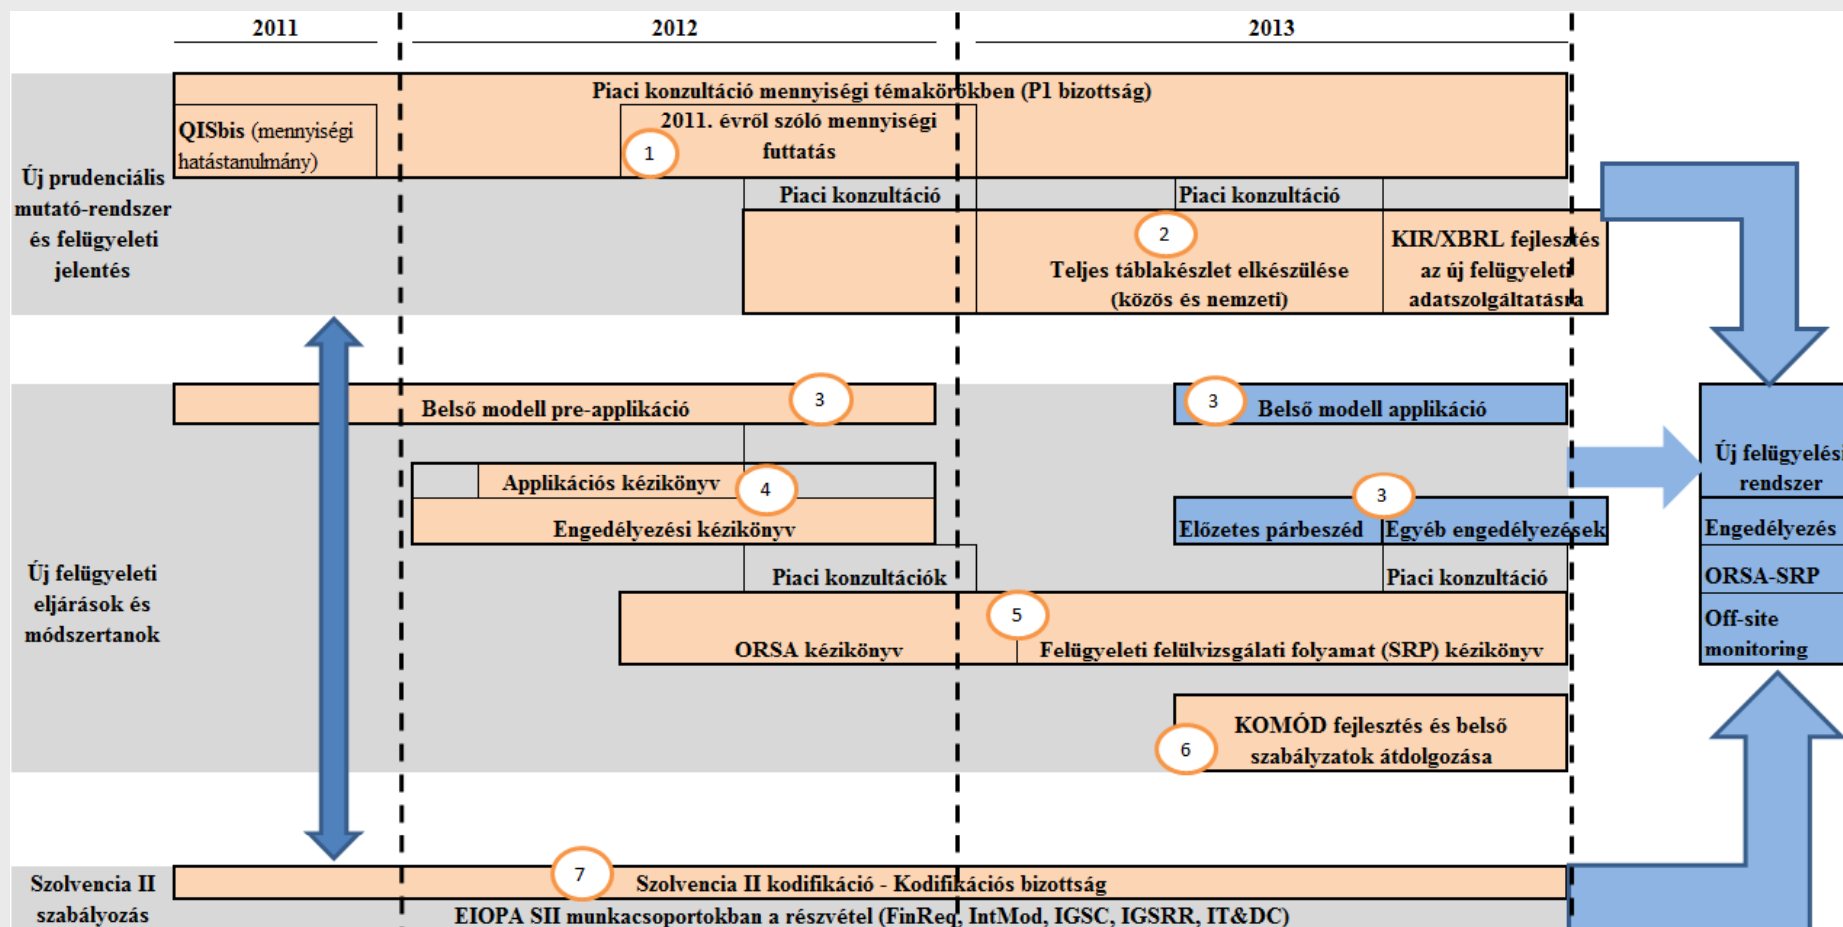 2011
2012
2013
Piaci konzultáció mennyiségi témakörökben (P1 bizottság)
QISbis (mennyiségi
hatástanulmány)
2011. évről szóló mennyiségi
futtatás
1
Új prudenciális
mutató-rendszer
és felügyeleti
jelentés
Piaci konzultáció
Piaci konzultáció
2
Teljes táblakészlet elkészülése
(közös és nemzeti)
KIR/XBRL fejlesztés
az új felügyeleti
adatszolgáltatásra
Belső modell pre-applikáció
3
3
Belső modell applikáció
Applikációs kézikönyv
4
Engedélyezési kézikönyv
3
Előzetes párbeszéd
Egyéb engedélyezések
Új felügyeleti
eljárások és
módszertanok
Piaci konzultációk
Piaci konzultáció
5
ORSA kézikönyv
Felügyeleti felülvizsgálati folyamat (SRP) kézikönyv
6
KOMÓD fejlesztés és belső
szabályzatok átdolgozása
Új felügyelési
rendszer
Engedélyezés
ORSA-SRP
Off-site
monitoring
Szolvencia II
szabályozás
7
Szolvencia II kodifikáció - Kodifikációs bizottság
EIOPA SII munkacsoportokban a részvétel (FinReq, IntMod, IGSC, IGSRR, IT&DC)